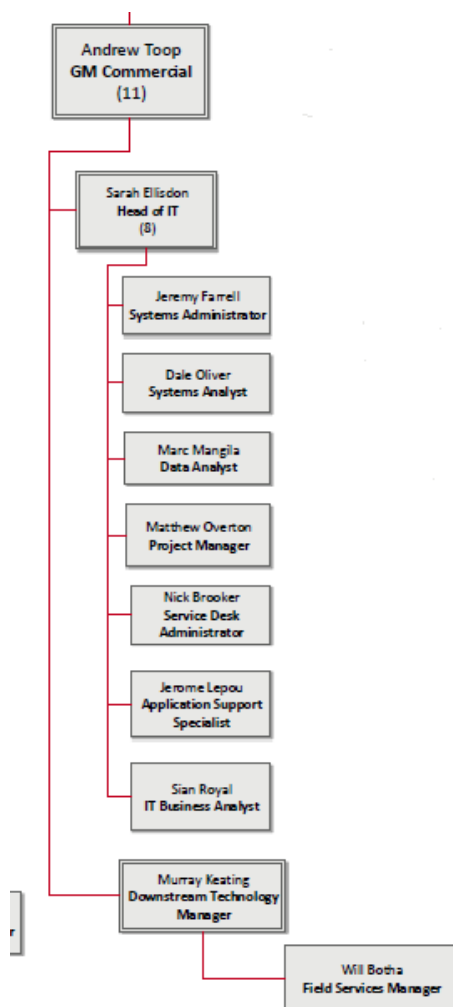 Andrew Toop
GM Commercial
(11)
Sarah Ellisdon
Head of IT
(8)
Jeremy Farrell
Systems Administrator
Dale Oliver
Systems Analyst
Marc Mangila
Data Analyst
Matthew Overton
Project Manager
Nick Brooker
Service Desk
Administrator
Jerome Lepou
Application Support
Specialist
Sian Royal
IT Business Analyst
Murray Keating
Downstream Technology
Manager
r
Will Botha
Field Services Manager